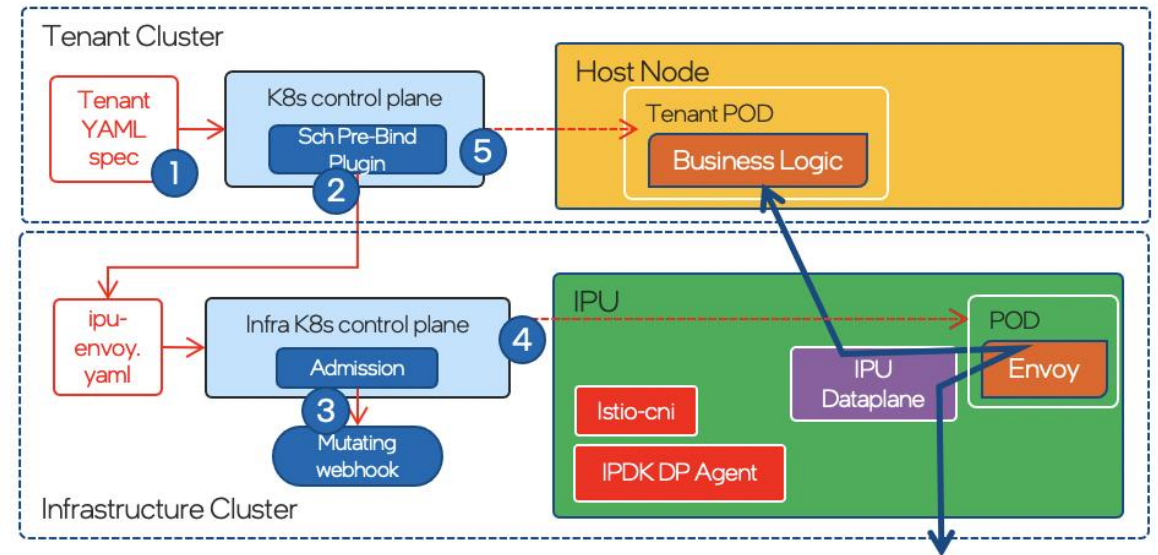 Tenant Cluster
Tenant
YAML
spec
1
K8s control plane
Sch Pre-Bind
Plugin
2
5
Host Node
Tenant POD
Business Logic
ipu-
envoy.
yaml
Infra K8s control plane
Admission
3
Mutating
webhook
4
IPU
POD
Envoy
IPU
Dataplane
Istio-cni
IPDK DP Agent
Infrastructure Cluster